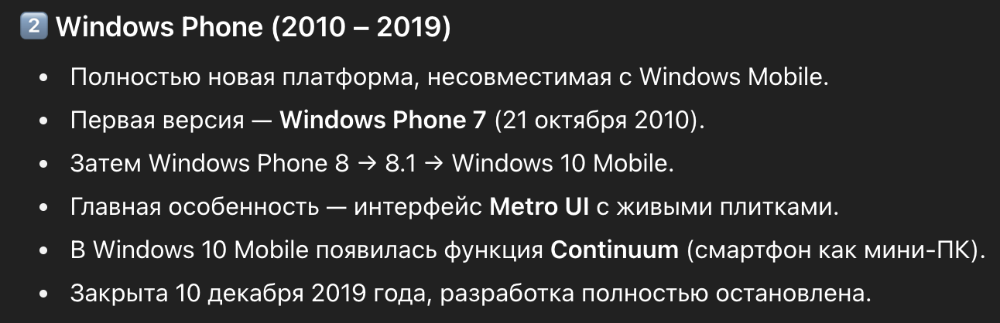 2 Windows Phone (2010 – 2019)
• Полностью новая платформа, несовместимая с Windows Mobile.
• Первая версия — Windows Phone 7 (21 октября 2010).
• Затем Windows Phone 8 → 8.1 → Windows 10 Mobile.
• Главная особенность — интерфейс Metro UI с живыми плитками.
• В Windows 10 Mobile появилась функция Continuum (смартфон как мини-ПК).
• Закрыта 10 декабря 2019 года, разработка полностью остановлена.